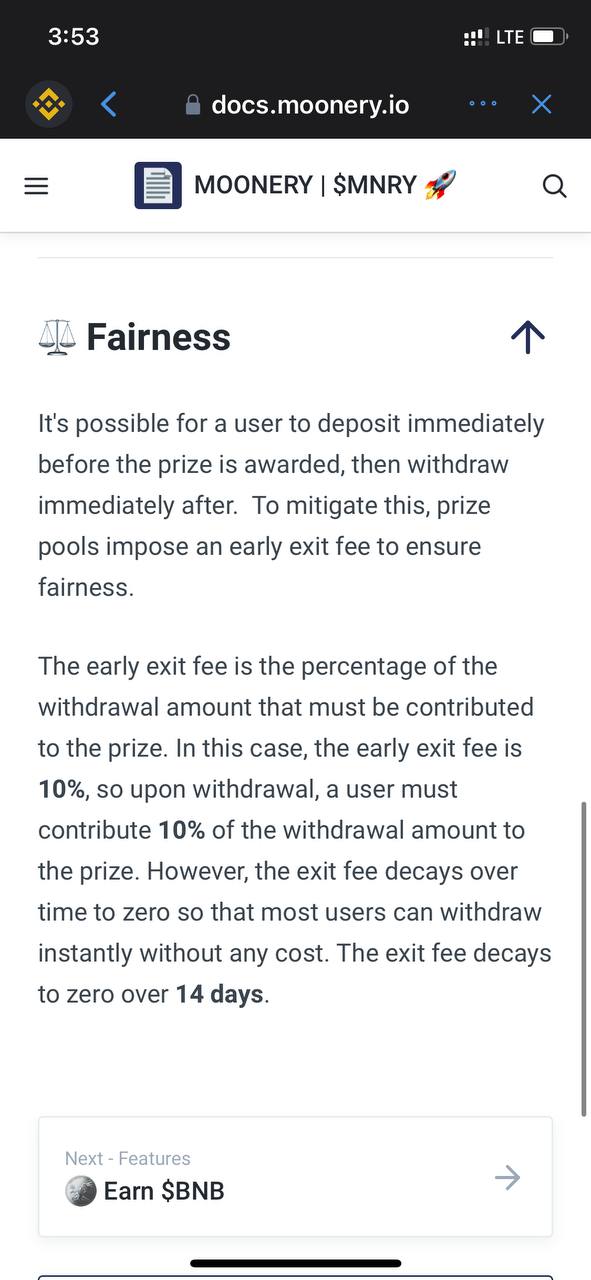 3:53
LTE
docs.moonery.io
MOONERY | $MNRY 🚀
⚖️ Fairness
It's possible for a user to deposit immediately
before the prize is awarded, then withdraw
immediately after.  To mitigate this, prize
pools impose an early exit fee to ensure
fairness.
The early exit fee is the percentage of the
withdrawal amount that must be contributed
to the prize. In this case, the early exit fee is
10%, so upon withdrawal, a user must
contribute 10% of the withdrawal amount to
the prize. However, the exit fee decays over
time to zero so that most users can withdraw
instantly without any cost. The exit fee decays
to zero over 14 days.
Next - Features
Earn $BNB